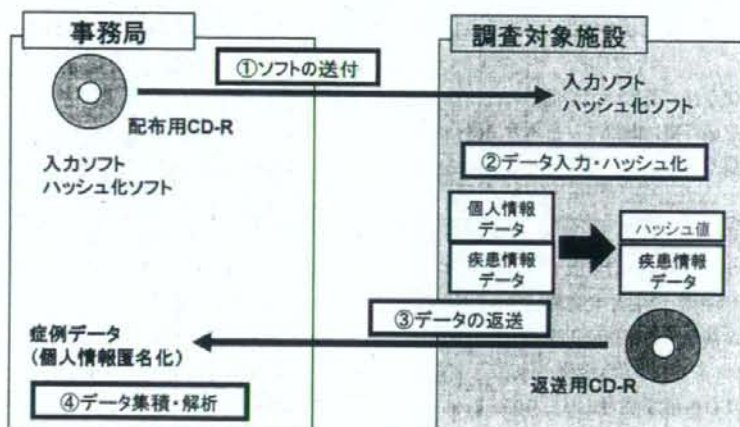 事務局
調査対象施設
①ソフトの送付
配布用CD-R
入力ソフト
ハッシュ化ソフト
入力ソフト
ハッシュ化ソフト
②データ入力・ハッシュ化
個人情報
データ
疾患情報
データ
ハッシュ値
疾患情報
データ
③データの返送
症例データ
(個人情報匿名化)
返送用CD-R
④データ集積・解析